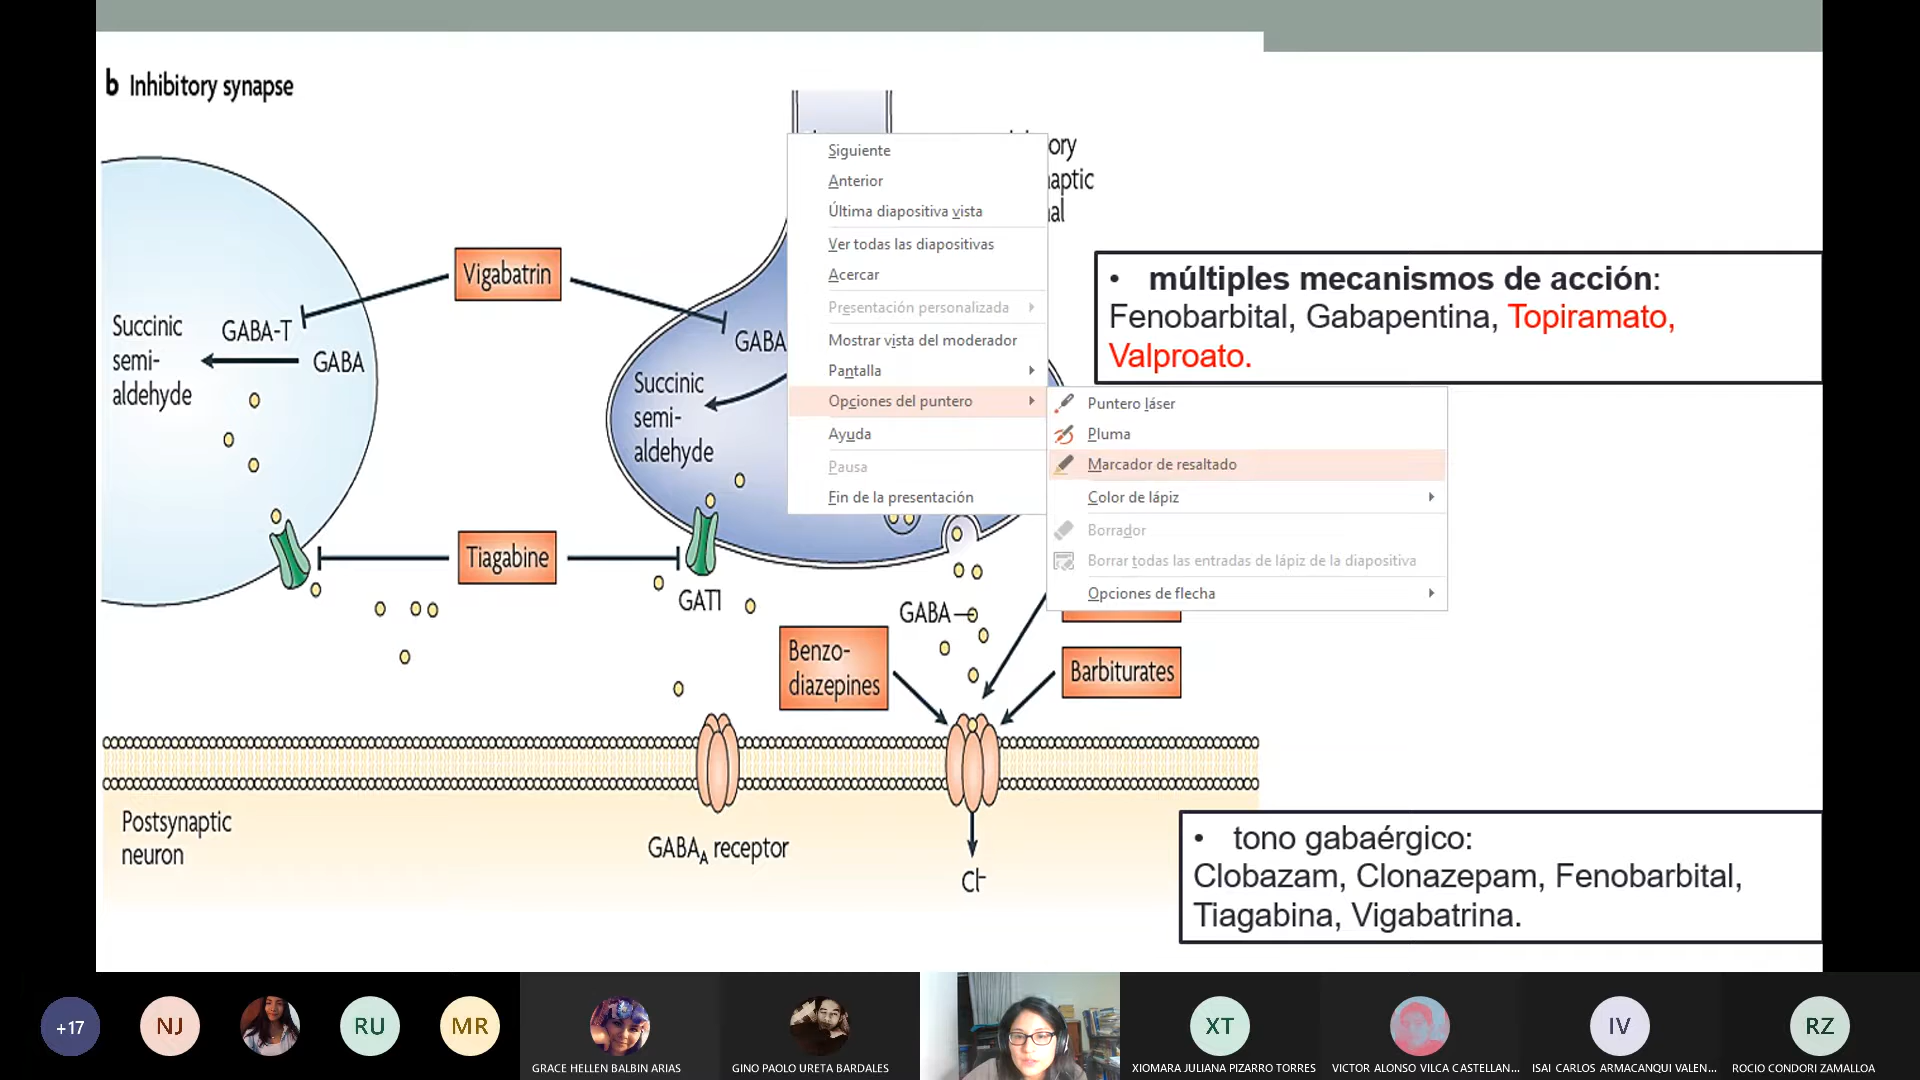 b Inhibitory synapse
ory
aptic
al
Siguiente
Anterior
Última diapositiva vista
Ver todas las diapositivas
Acercar
Presentación personalizada
Mostrar vista del moderador
Pantalla
Opciones del puntero
Ayuda
Pausa
Fin de la presentación
Puntero láser
Pluma
Marcador de resaltado
Color de lápiz
Borrador
Borrar todas las entradas de lápiz de la diapositiva
Opciones de flecha
Vigabatrin
Succinic
semi-
aldehyde
GABA-T
GABA
GABA
Succinic
semi-
aldehyde
• múltiples mecanismos de acción:
Fenobarbital, Gabapentina, Topiramato,
Valproato.
Tiagabine
GAT1
GABA
Benzo-
diazepines
Barbiturates
Postsynaptic
neuron
GABAA receptor
Cl-
• tono gabaérgico:
Clobazam, Clonazepam, Fenobarbital,
Tiagabina, Vigabatrina.
+17
NJ
RU
MR
GRACE HELLEN BALBIN ARIAS
GINO PAOLO URETA BARDALES
XT
XIOMARA JULIANA PIZARRO TORRES
VICTOR ALONSO VILCA CASTELLAN...
IV
ISAI CARLOS ARMACANQUI VALEN...
RZ
ROCIO CONDORI ZAMALLOA